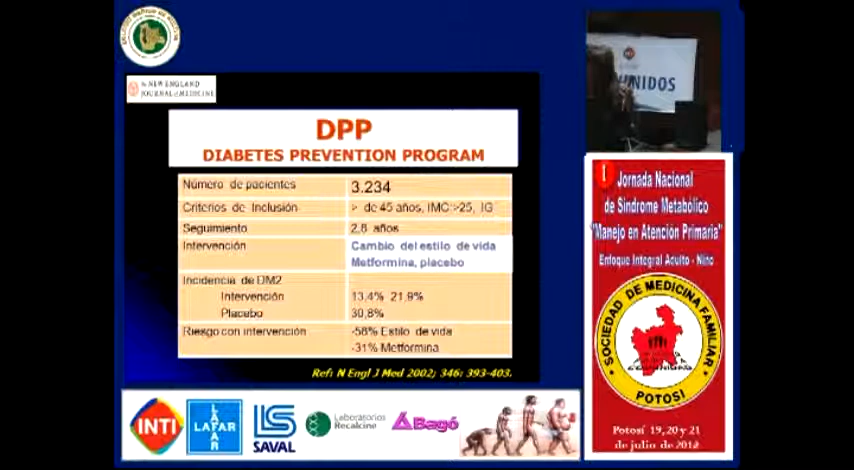 THE NEW ENGLAND
JOURNAL of MEDICINE
DPP
DIABETES PREVENTION PROGRAM
Número de pacientes 3.234
Criterios de Inclusión > de 45 años, IMC>25, IG
Seguimiento 2,8 años
Intervención Cambio del estilo de vida
Metformina, placebo
Incidencia de DM2
Intervención 13,4% 21,9%
Placebo 30,8%
Riesgo con intervención -58% Estilo de vida
-31% Metformina
Ref: N Engl J Med 2002; 346: 393-403.
INTI
LAFAR
SAVAL
Laboratorios
Recalcine
Bagó
NIDOS
I Jornada Nacional
de Sindrome Metabólico
"Manejo en Atención Primaria"
Enfoque Integral Adulto - Niño
SOCIEDAD DE MEDICINA FAMILIAR
POTOSI
Potosí 19, 20 y 21
de julio de 2012